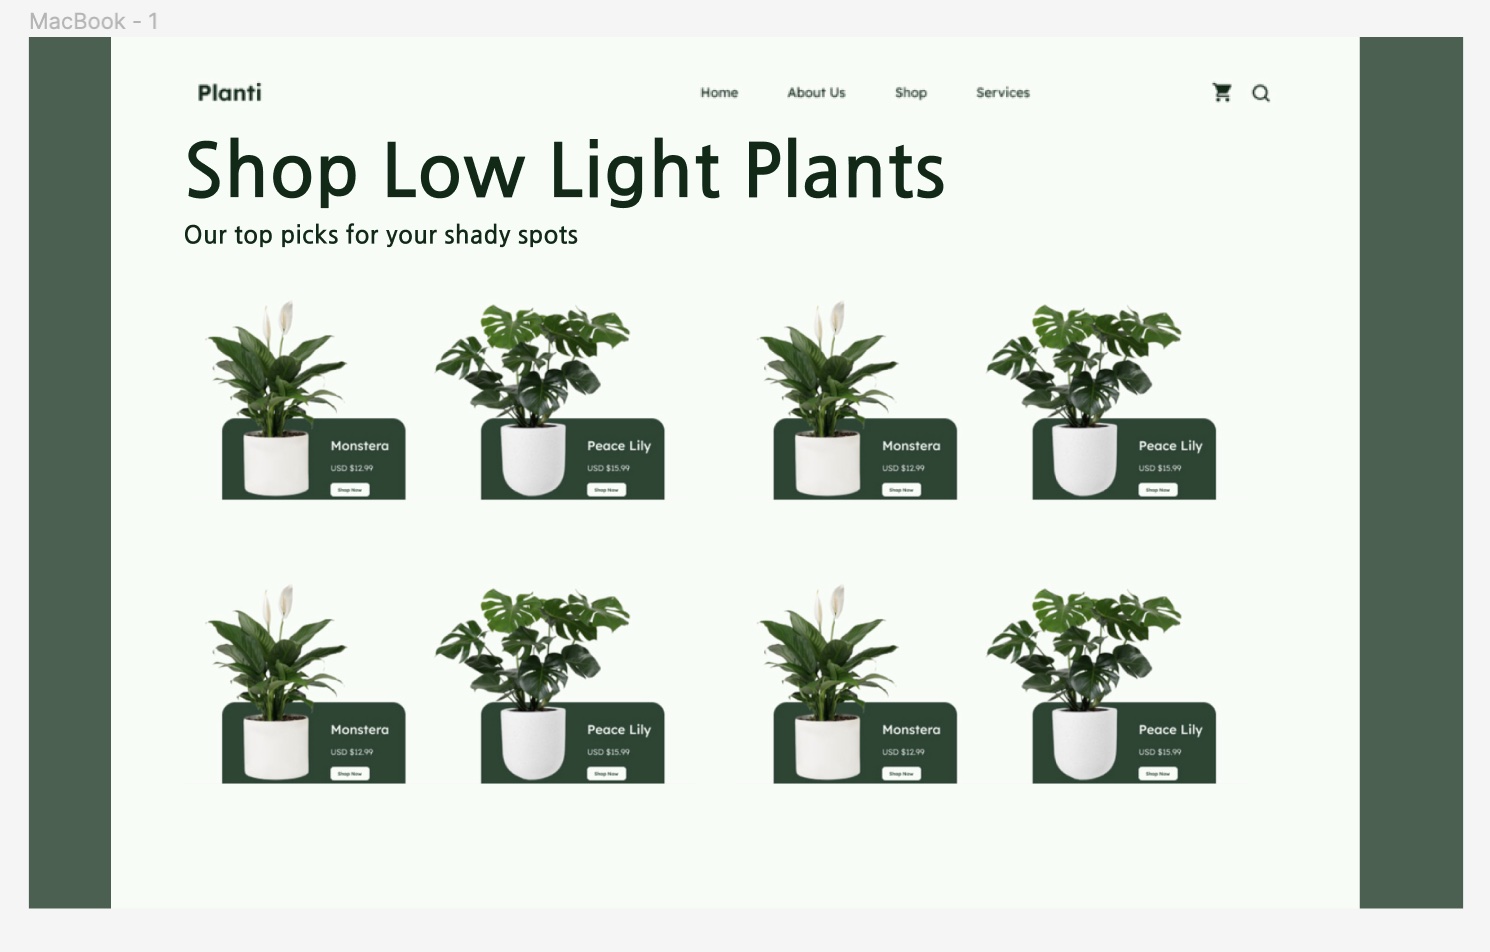 MacBook - 1
Planti
Home About Us Shop Services
Shop Low Light Plants
Our top picks for your shady spots
Monstera
USD $12.99
Shop Now
Peace Lily
USD $15.99
Shop Now
Monstera
USD $12.99
Shop Now
Peace Lily
USD $15.99
Shop Now
Monstera
USD $12.99
Shop Now
Peace Lily
USD $15.99
Shop Now
Monstera
USD $12.99
Shop Now
Peace Lily
USD $15.99
Shop Now